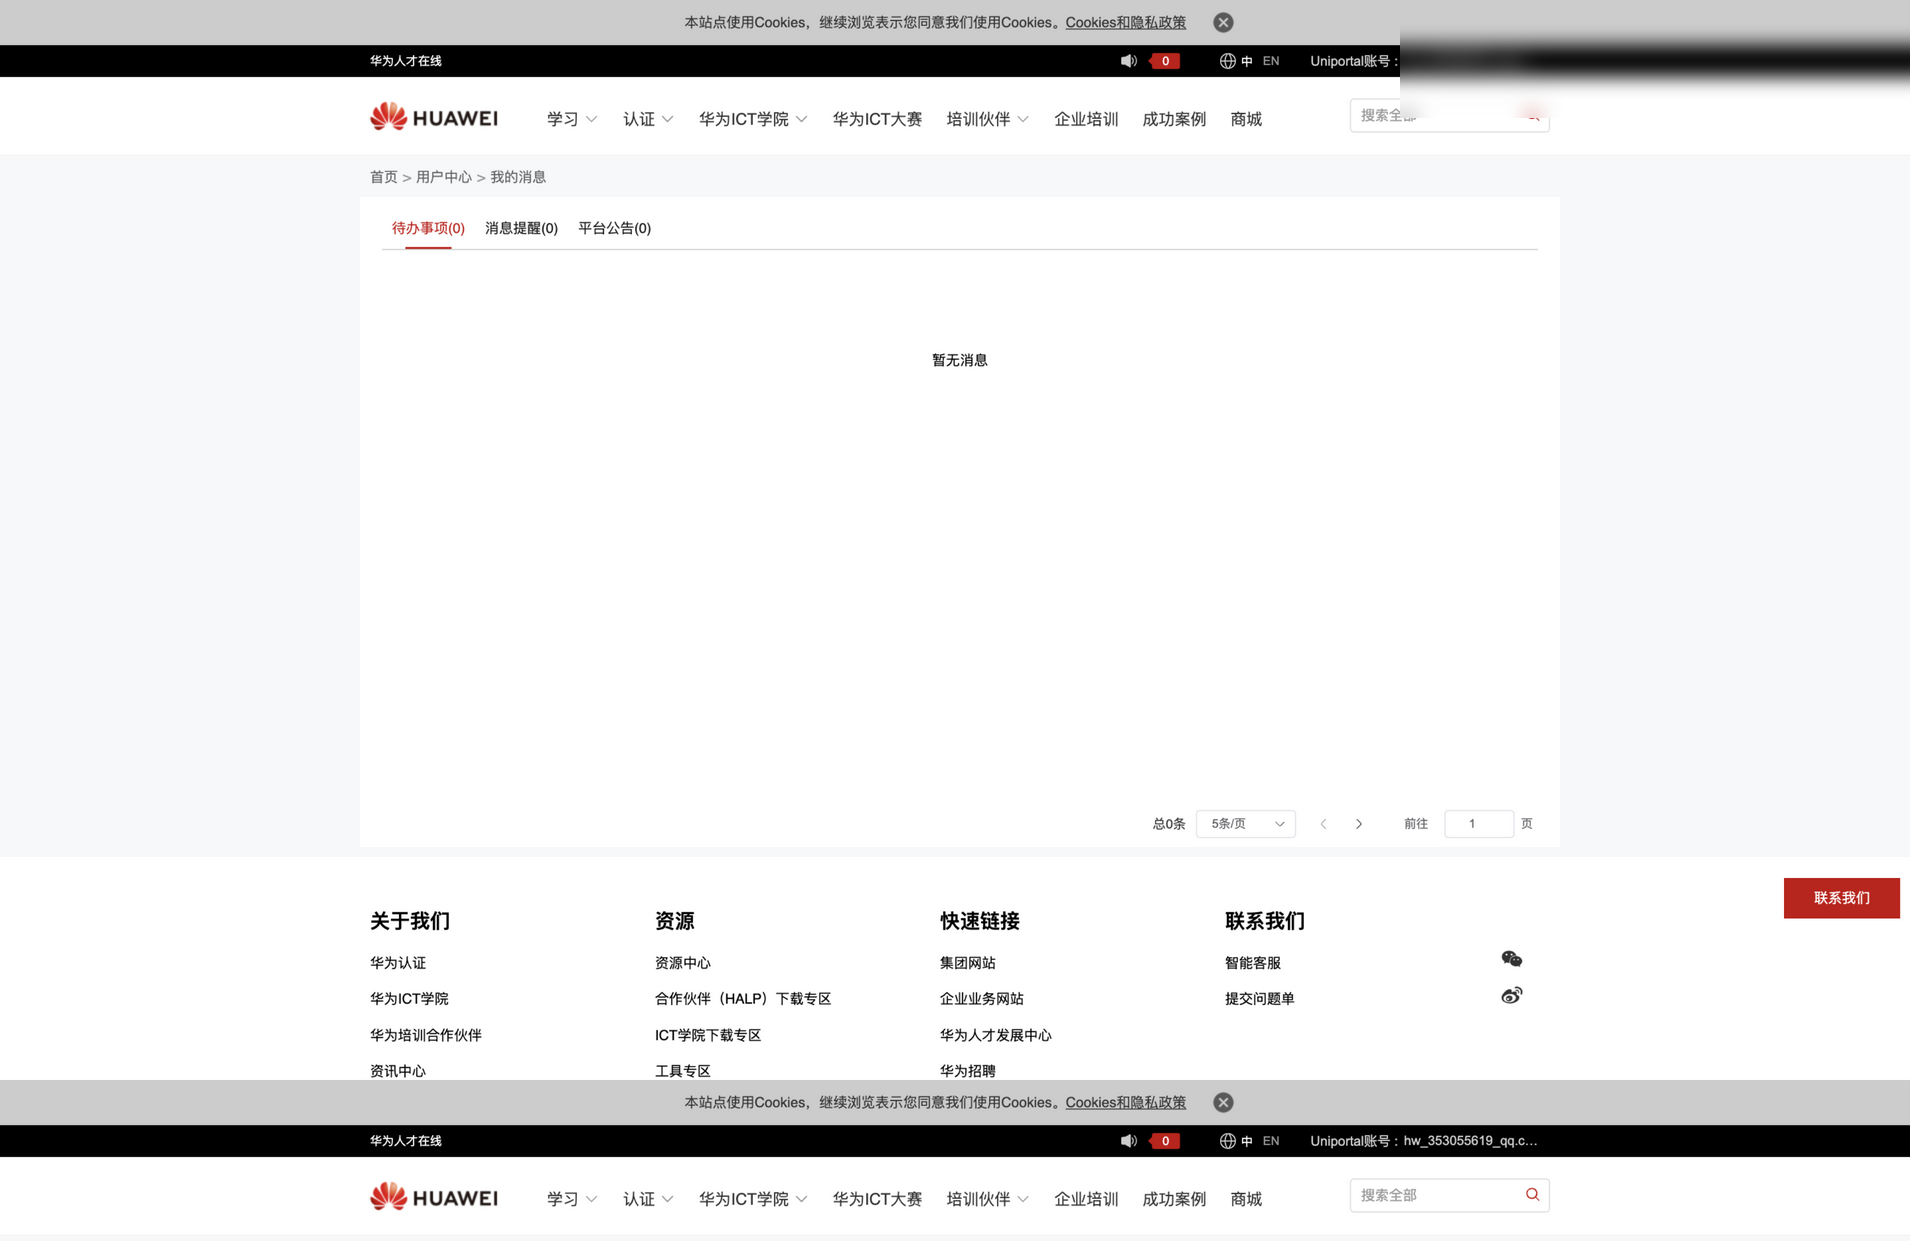 本站点使用Cookies，继续浏览表示您同意我们使用Cookies。Cookies和隐私政策
华为人才在线 0 中 EN Uniportal账号：
HUAWEI 学习 认证 华为ICT学院 华为ICT大赛 培训伙伴 企业培训 成功案例 商城 搜索全部
首页 > 用户中心 > 我的消息
待办事项(0) 消息提醒(0) 平台公告(0)
暂无消息
总0条 5条/页 前往 1 页
联系我们
关于我们 资源 快速链接 联系我们
华为认证 资源中心 集团网站 智能客服
华为ICT学院 合作伙伴（HALP）下载专区 企业业务网站 提交问题单
华为培训合作伙伴 ICT学院下载专区 华为人才发展中心
资讯中心 工具专区 华为招聘
本站点使用Cookies，继续浏览表示您同意我们使用Cookies。Cookies和隐私政策
华为人才在线 0 中 EN Uniportal账号：hw_353055619_qq.c...
HUAWEI 学习 认证 华为ICT学院 华为ICT大赛 培训伙伴 企业培训 成功案例 商城 搜索全部